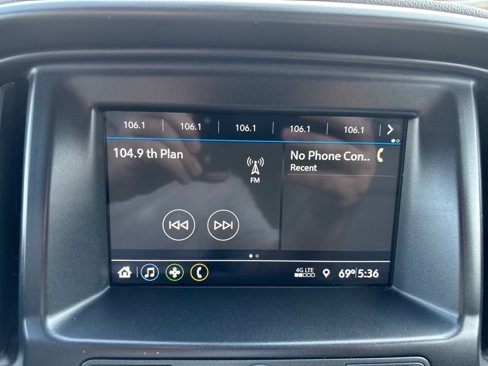 106.1 106.1 106.1 106.1 106.1
104.9 th Plan
FM
No Phone Con..
Recent
4G LTE
69° 5:36